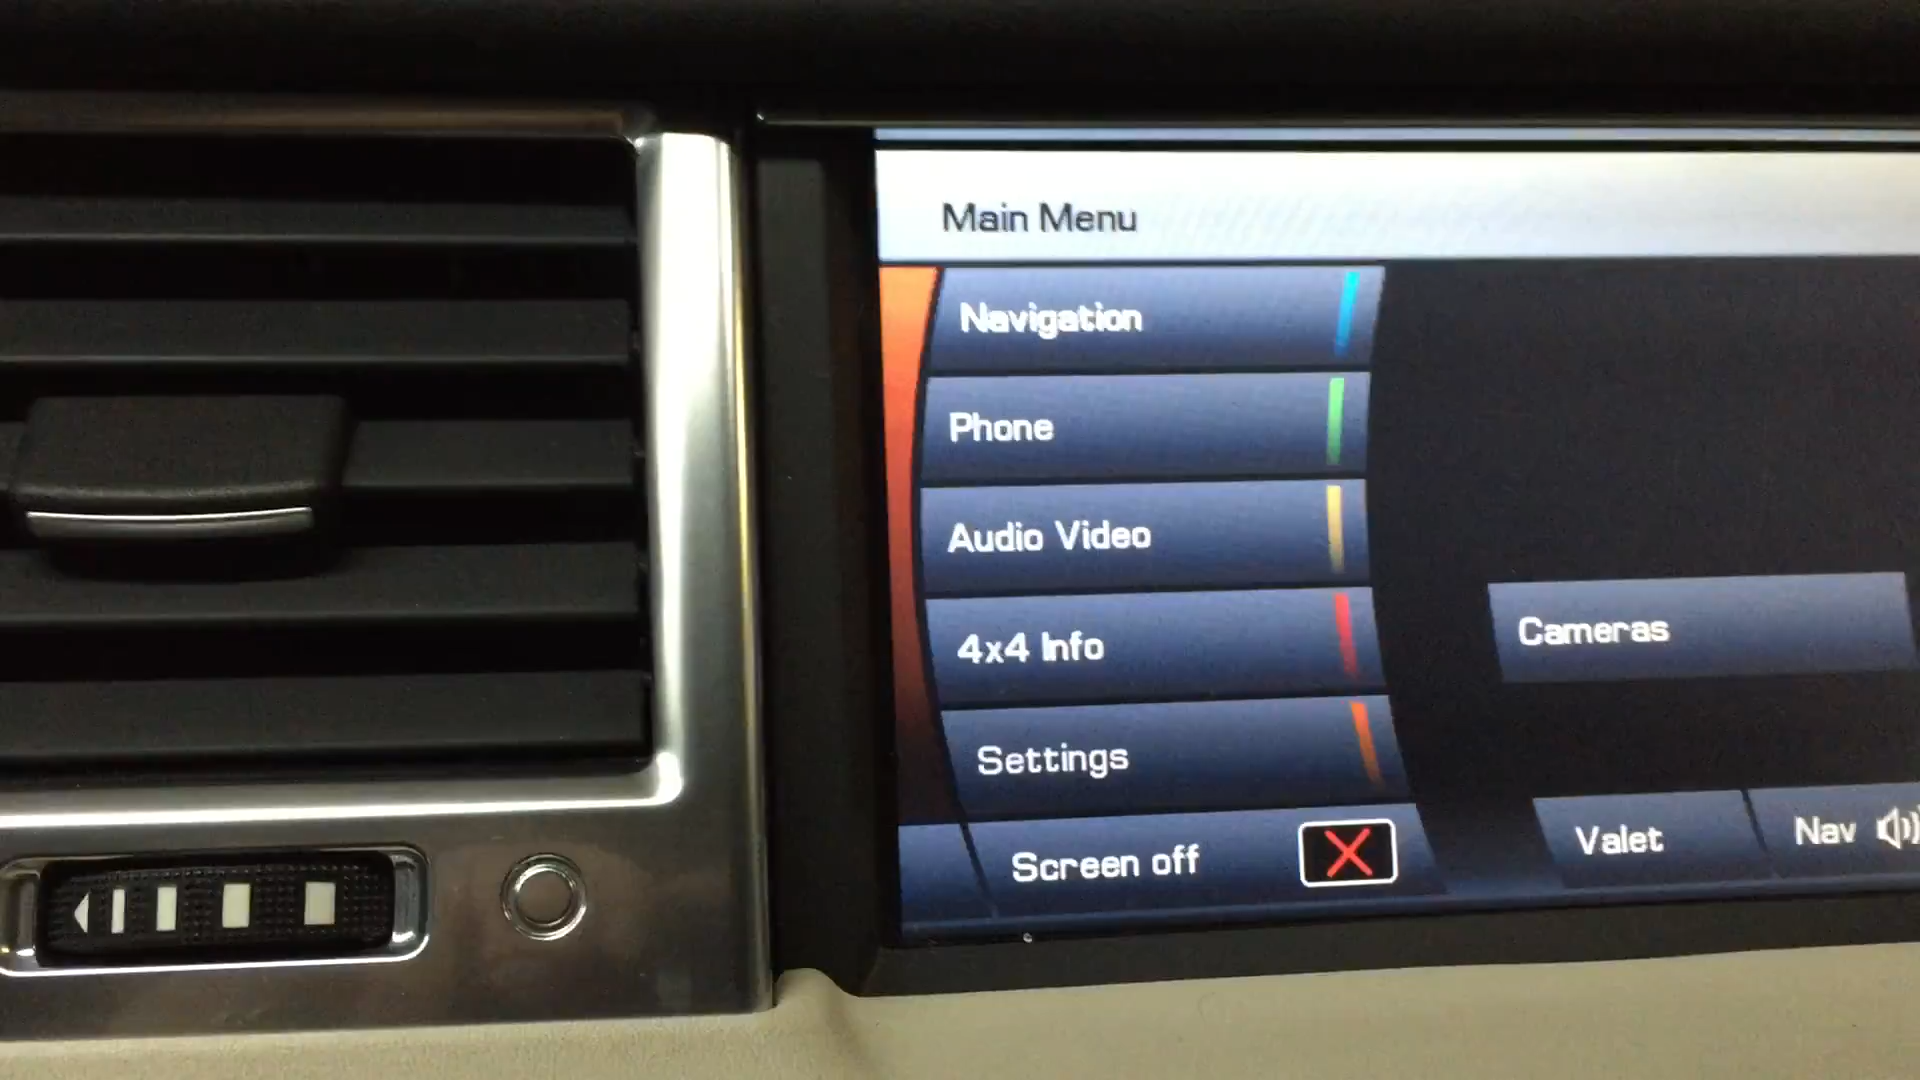 Main Menu
Navigation
Phone
Audio Video
4x4 Info
Cameras
Settings
Screen off
Valet
Nav